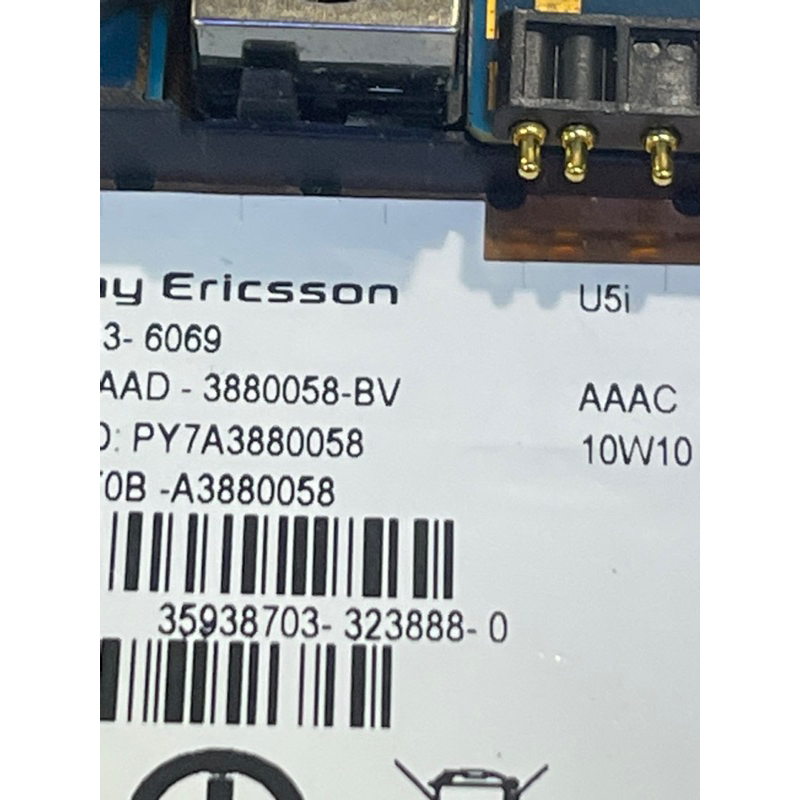 ny Ericsson U5i
3- 6069
AAD - 3880058-BV AAAC
D: PY7A3880058 10W10
70B -A3880058
35938703- 323888- 0